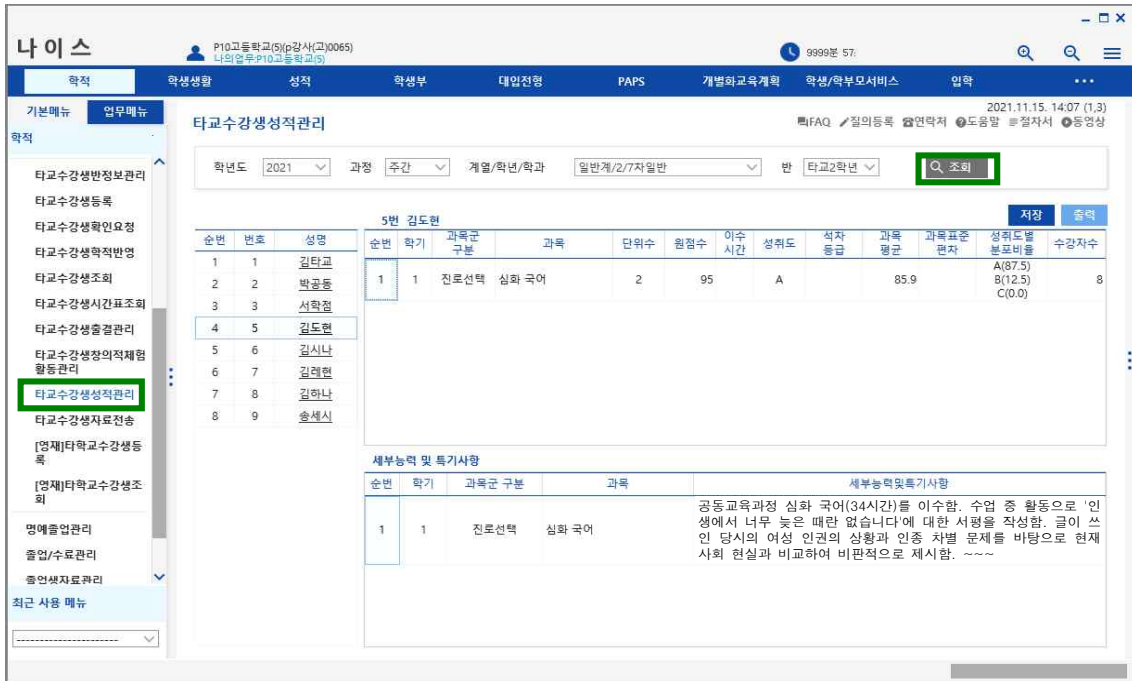 나이스
P10고등학교(5)(p강사(고)0065)
나의업무:P10고등학교(5)
9999분 57:
학적 학생생활 성적 학생부 대입전형 PAPS 개별화교육계획 학생/학부모서비스 입학 ...
기본메뉴 업무메뉴
학적
타교수강생반정보관리
타교수강생등록
타교수강생확인요청
타교수강생학적반영
타교수강생조회
타교수강생시간표조회
타교수강생출결관리
타교수강생창의적체험
활동관리
타교수강생성적관리
타교수강생자료전송
[영재]타학교수강생등
록
[영재]타학교수강생조
회
명예졸업관리
졸업/수료관리
졸업생자료관리
최근 사용 메뉴
----------------------
타교수강생성적관리
2021.11.15. 14:07 (1,3)
FAQ 질의등록 연락처 도움말 절차서 동영상
학년도 2021 과정 주간 계열/학년/학과 일반계/2/7자일반 반 타교2학년 조회
저장 출력
순번 번호 성명
1 1 김타교
2 2 박공동
3 3 서학점
4 5 김도현
5 6 김시나
6 7 김레현
7 8 김하나
8 9 송세시
5번 김도현
순번 학기 과목군 구분 과목 단위수 원점수 이수 시간 성취도 석차 등급 과목 평균 과목표준 편차 성취도별 분포비율 수강자수
1 1 진로선택 심화 국어 2 95 A 85.9 A(87.5) B(12.5) C(0.0) 8
세부능력 및 특기사항
순번 학기 과목군 구분 과목 세부능력및특기사항
1 1 진로선택 심화 국어
공동교육과정 심화 국어(34시간)를 이수함. 수업 중 활동으로 '인
생에서 너무 늦은 때란 없습니다'에 대한 서평을 작성함. 글이 쓰
인 당시의 여성 인권의 상황과 인종 차별 문제를 바탕으로 현재
사회 현실과 비교하여 비판적으로 제시함. ~~~